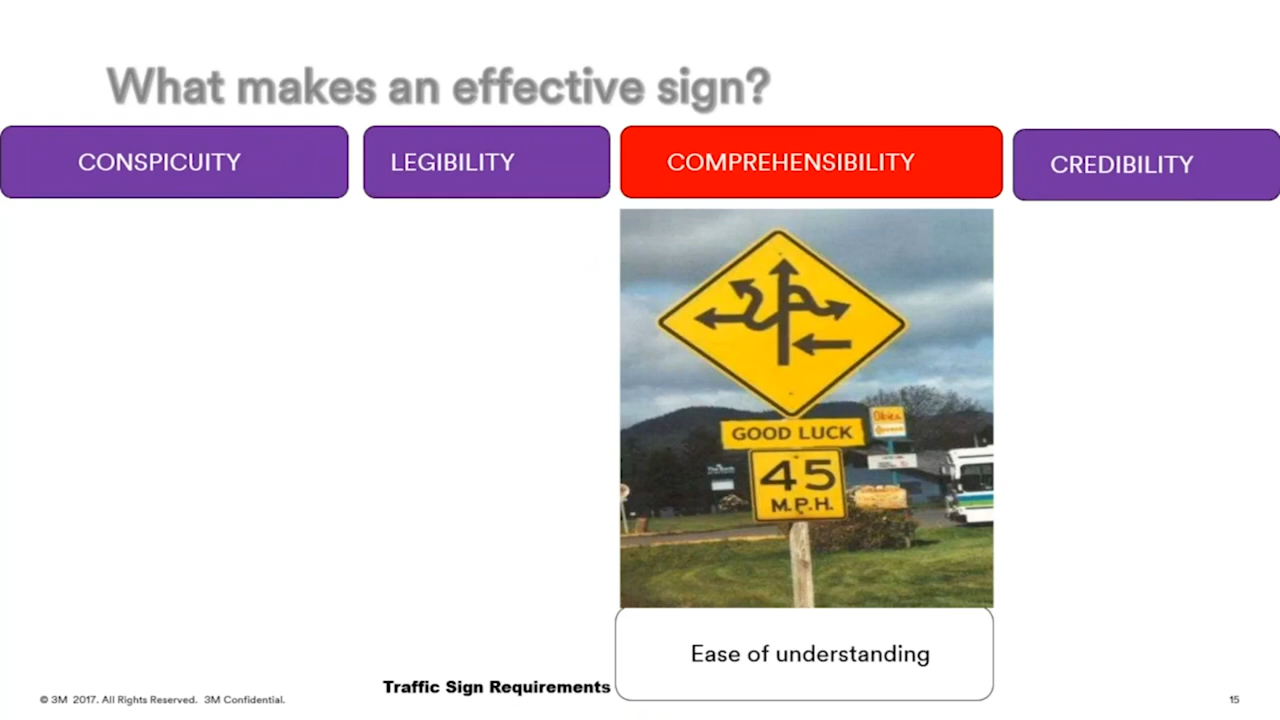 What makes an effective sign?
CONSPICUITY
LEGIBILITY
COMPREHENSIBILITY
CREDIBILITY
GOOD LUCK
45
M.P.H.
Ease of understanding
Traffic Sign Requirements
© 3M 2017. All Rights Reserved. 3M Confidential.
15